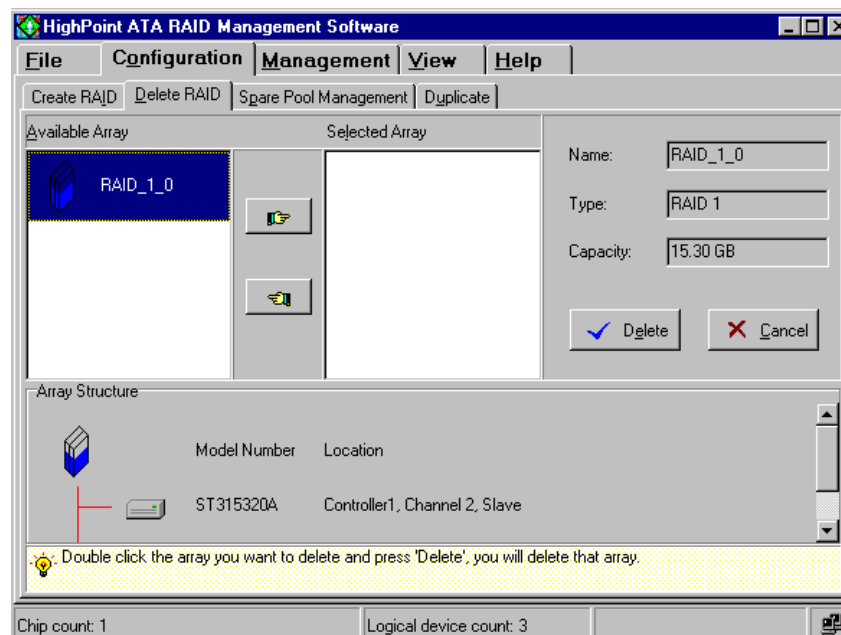 HighPoint ATA RAID Management Software
File Configuration Management View Help
Create RAID Delete RAID Spare Pool Management Duplicate
Available Array Selected Array
RAID_1_0
Name: RAID_1_0
Type: RAID 1
Capacity: 15.30 GB
Delete Cancel
Array Structure
Model Number Location
ST315320A Controller1, Channel 2, Slave
Double click the array you want to delete and press 'Delete', you will delete that array.
Chip count: 1 Logical device count: 3